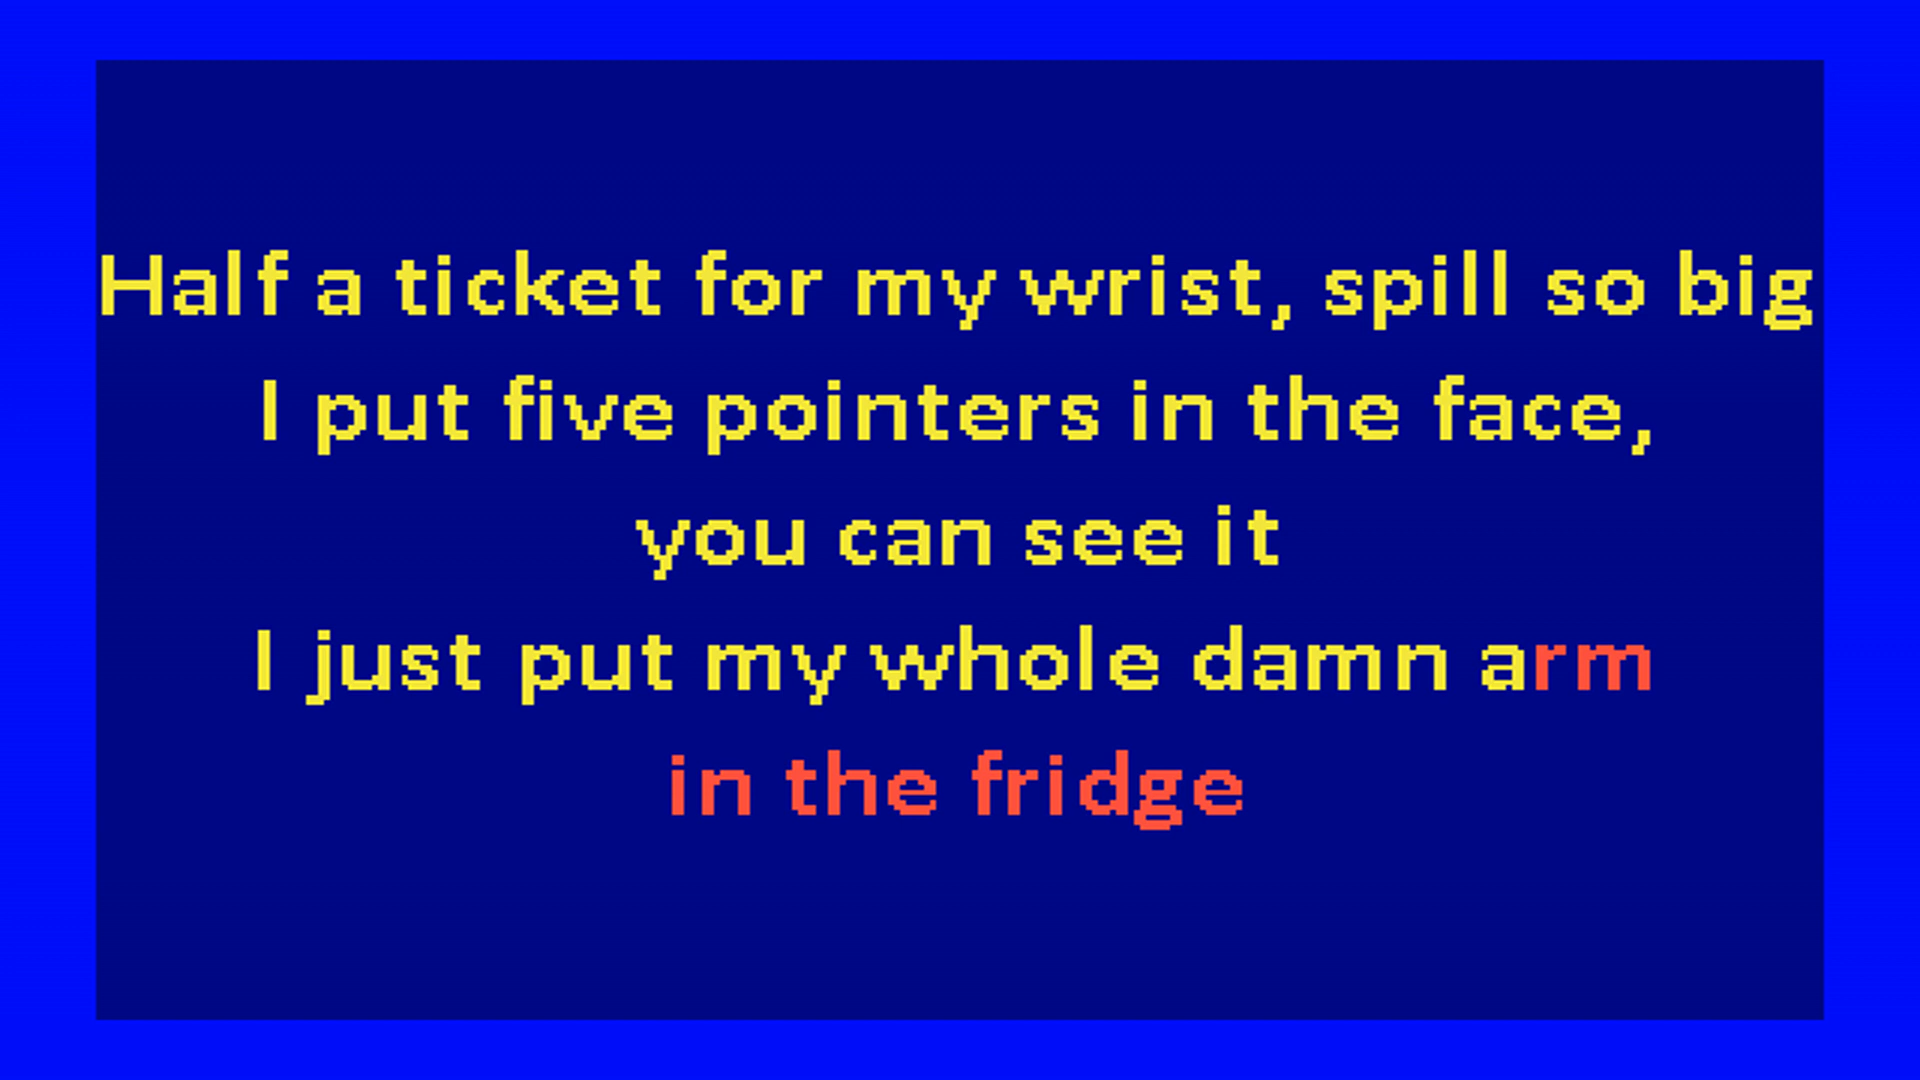 Half a ticket for my wrist, spill so big
I put five pointers in the face,
you can see it
I just put my whole damn arm
in the fridge